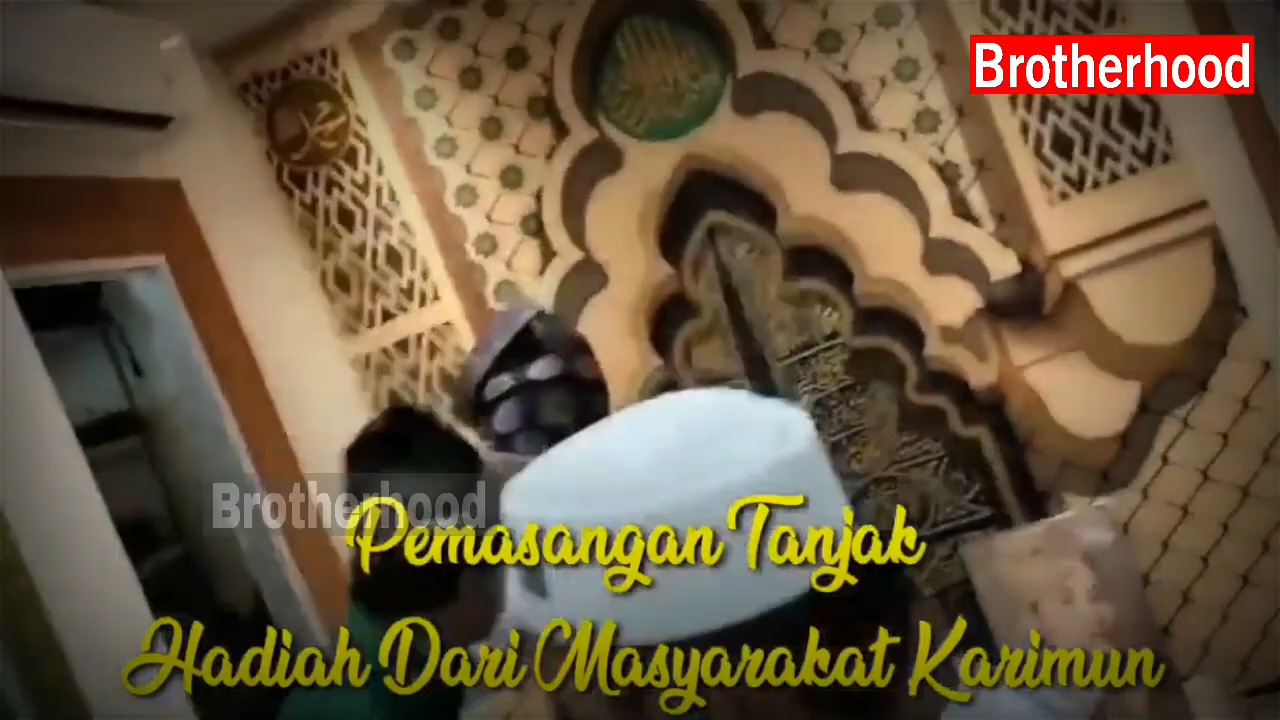 Brotherhood
Brotherhood
Pemasangan Tanjak
Hadiah Dari Masyarakat Karimun